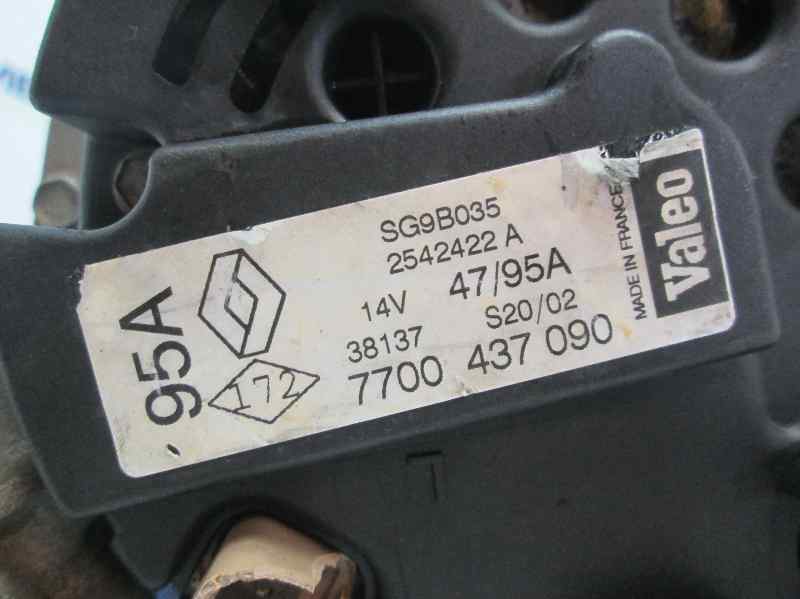 SG9B035
2542422 A
14V 47/95A
38137 S20/02
7700 437 090
95A
172
MADE IN FRANCE
Valeo
T